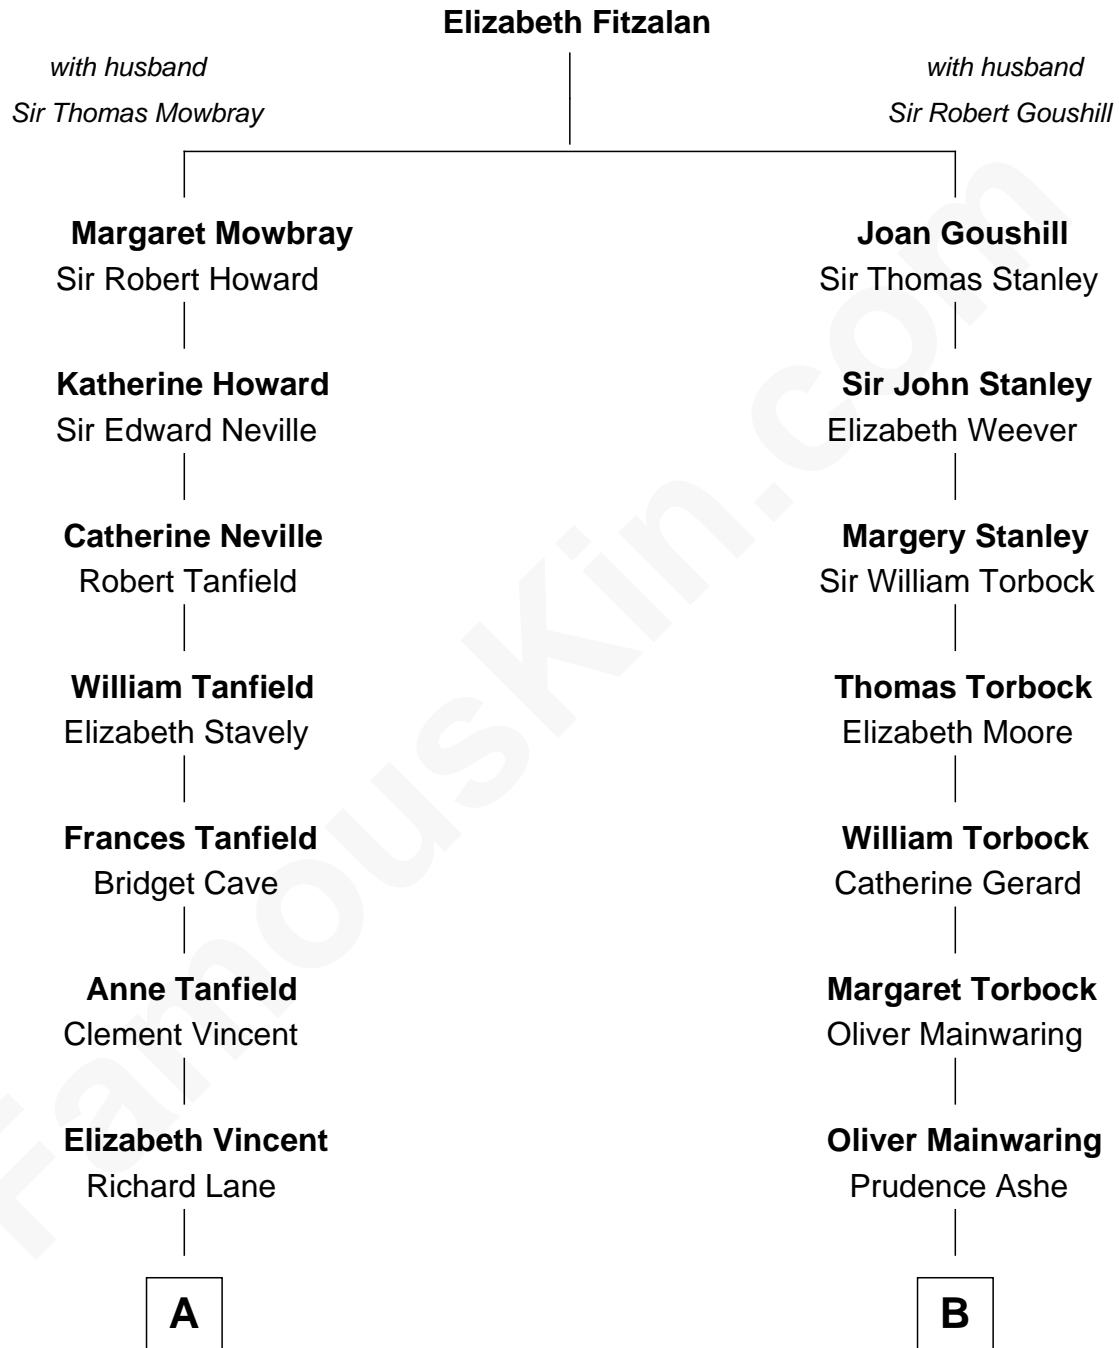 Elizabeth Fitzalan
with husband
Sir Thomas Mowbray
with husband
Sir Robert Goushill
Margaret Mowbray
Sir Robert Howard
Katherine Howard
Sir Edward Neville
Catherine Neville
Robert Tanfield
William Tanfield
Elizabeth Stavely
Frances Tanfield
Bridget Cave
Anne Tanfield
Clement Vincent
Elizabeth Vincent
Richard Lane
A
Joan Goushill
Sir Thomas Stanley
Sir John Stanley
Elizabeth Weever
Margery Stanley
Sir William Torbock
Thomas Torbock
Elizabeth Moore
William Torbock
Catherine Gerard
Margaret Torbock
Oliver Mainwaring
Oliver Mainwaring
Prudence Ashe
B
FamousKin.com